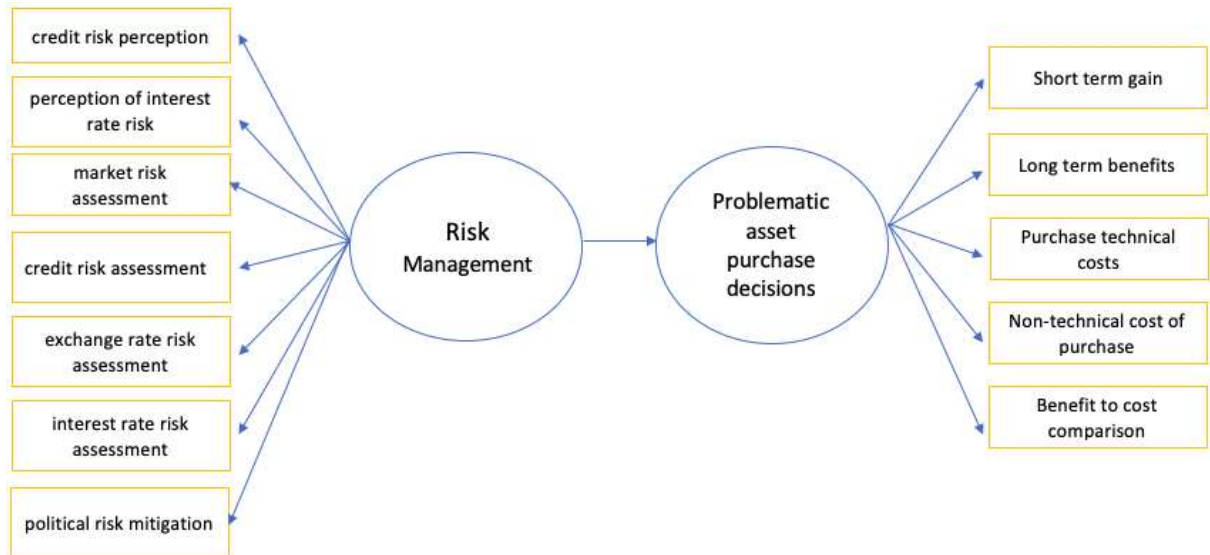 credit risk perception
perception of interest
rate risk
market risk
assessment
credit risk assessment
exchange rate risk
assessment
interest rate risk
assessment
political risk mitigation
Risk
Management
Problematic
asset
purchase
decisions
Short term gain
Long term benefits
Purchase technical
costs
Non-technical cost of
purchase
Benefit to cost
comparison